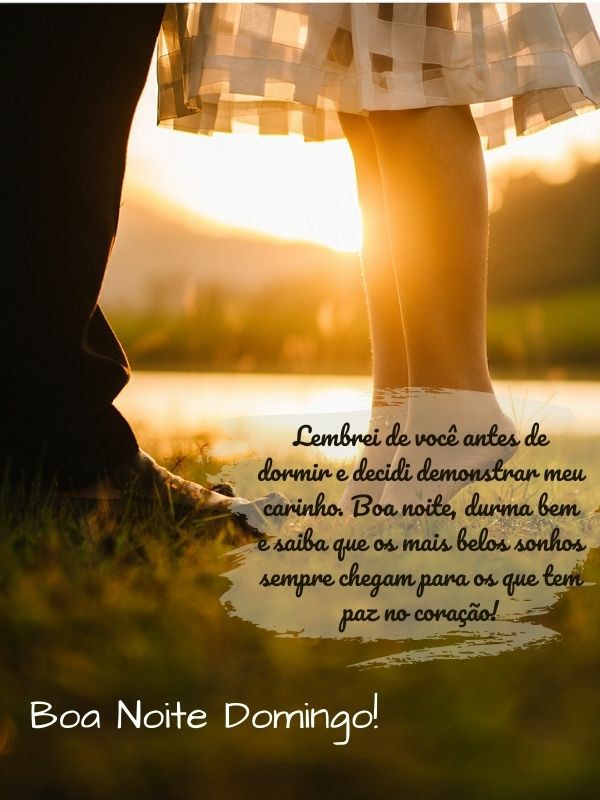 Lembrei de você antes de
dormir e decidi demonstrar meu
carinho. Boa noite, durma bem
e saiba que os mais belos sonhos
sempre chegam para os que tem
paz no coração!
Boa Noite Domingo!